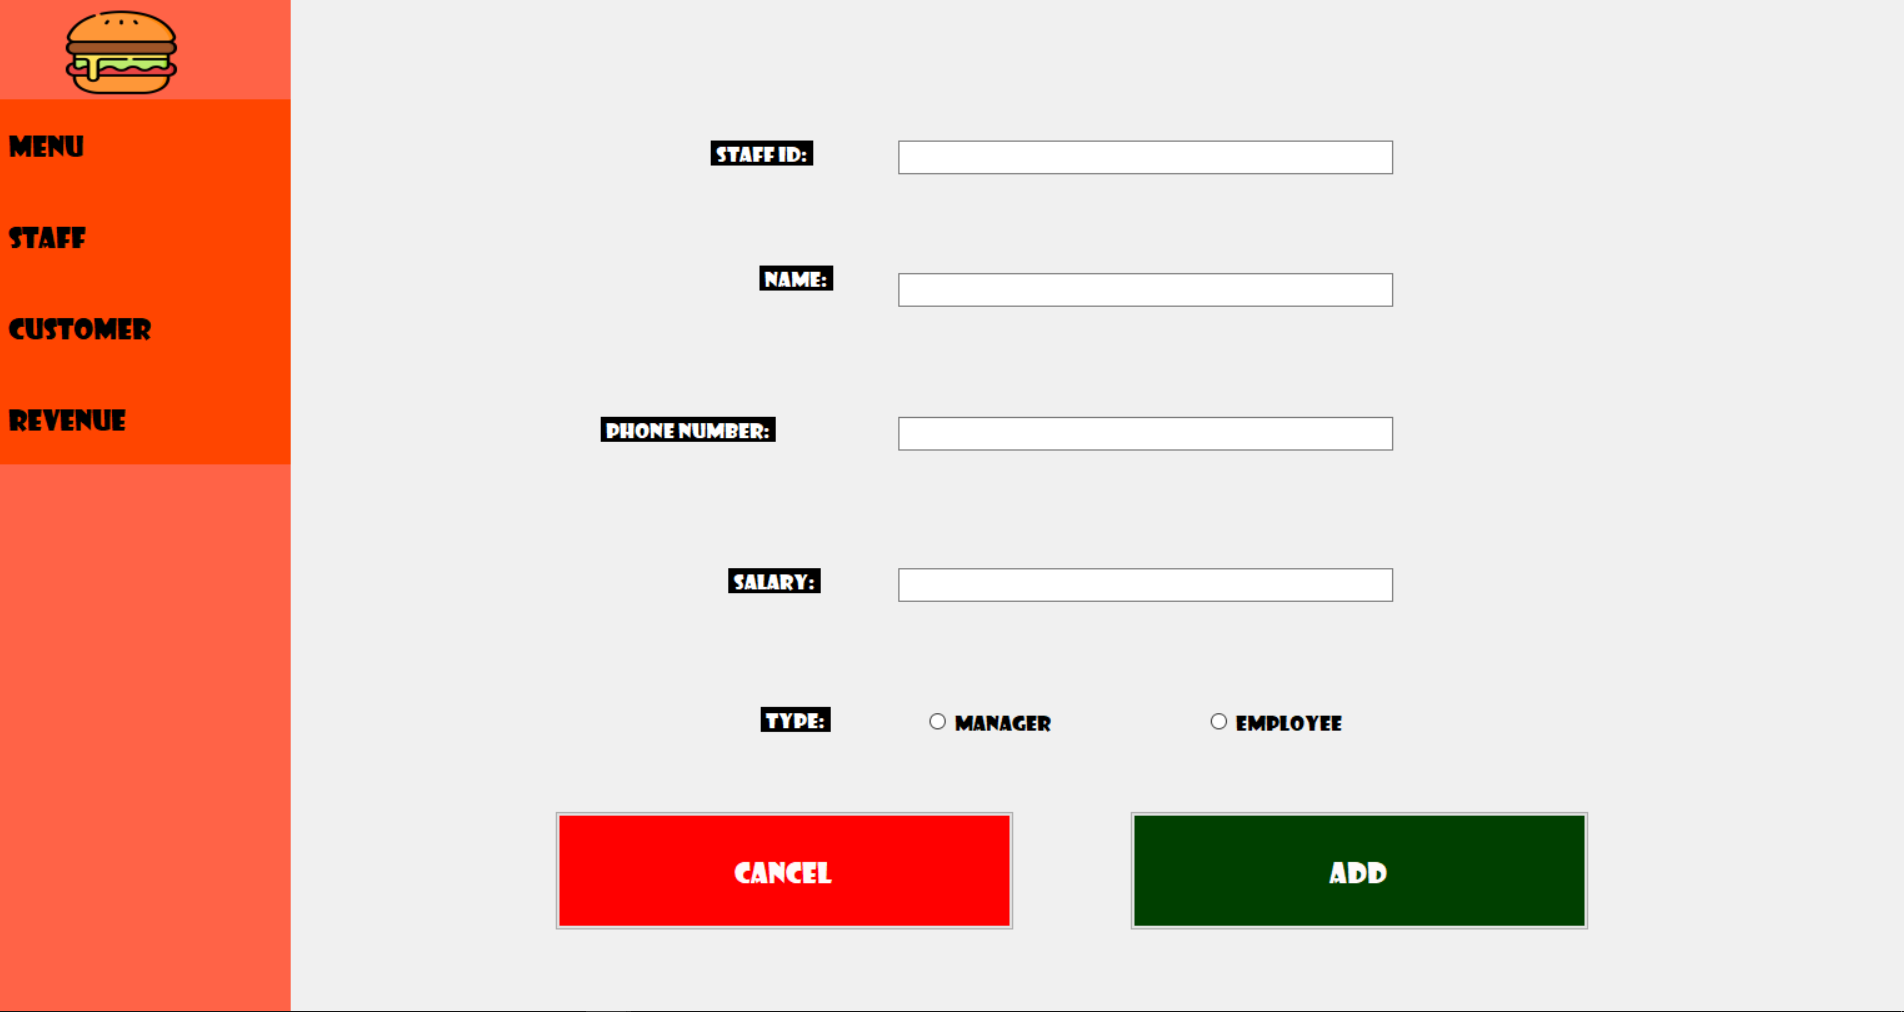 MENU
STAFF
CUSTOMER
REVENUE
STAFF ID:
NAME:
PHONE NUMBER:
SALARY:
TYPE: MANAGER EMPLOYEE
CANCEL ADD